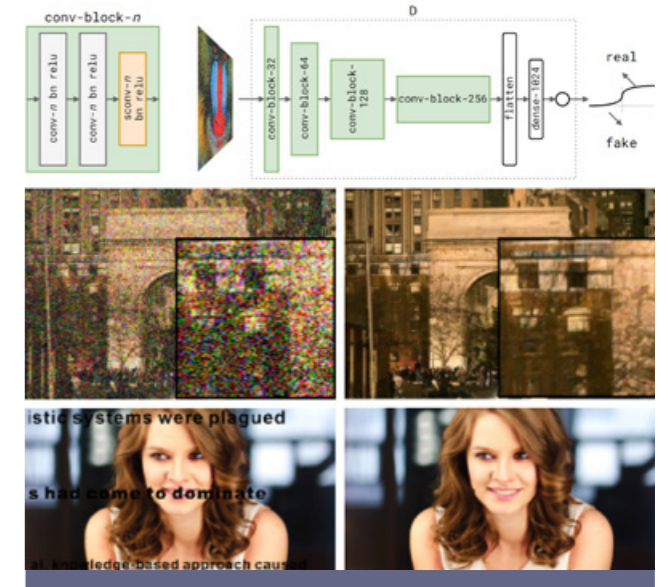 conv-block-n
conv-n bn relu
conv-n bn relu
sconv-n
bn relu
D
conv-block-32
conv-block-64
conv-block-
128
conv-block-256
flatten
dense-1024
real
fake
istic systems were plagued
s had come to dominate
al, knowledge-based approach caused